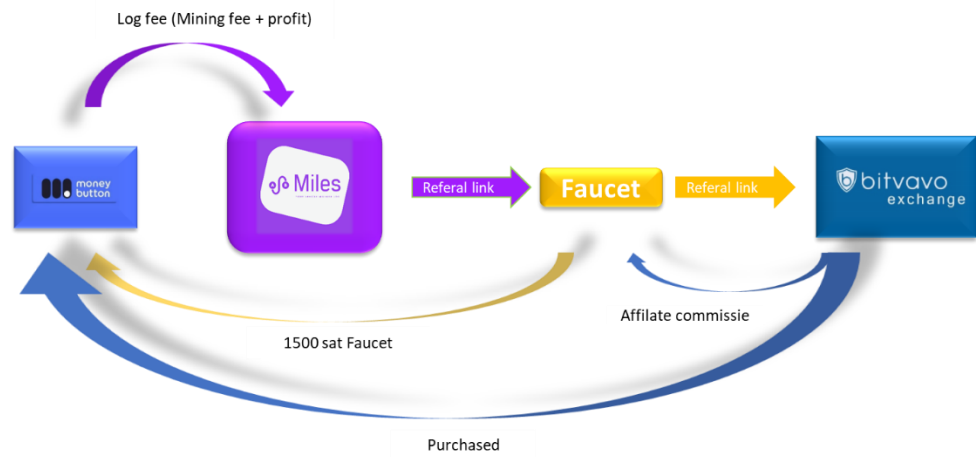 Log fee (Mining fee + profit)
money
button
Miles
Referal link
Faucet
Referal link
bitvavo
exchange
Affilate commissie
1500 sat Faucet
Purchased